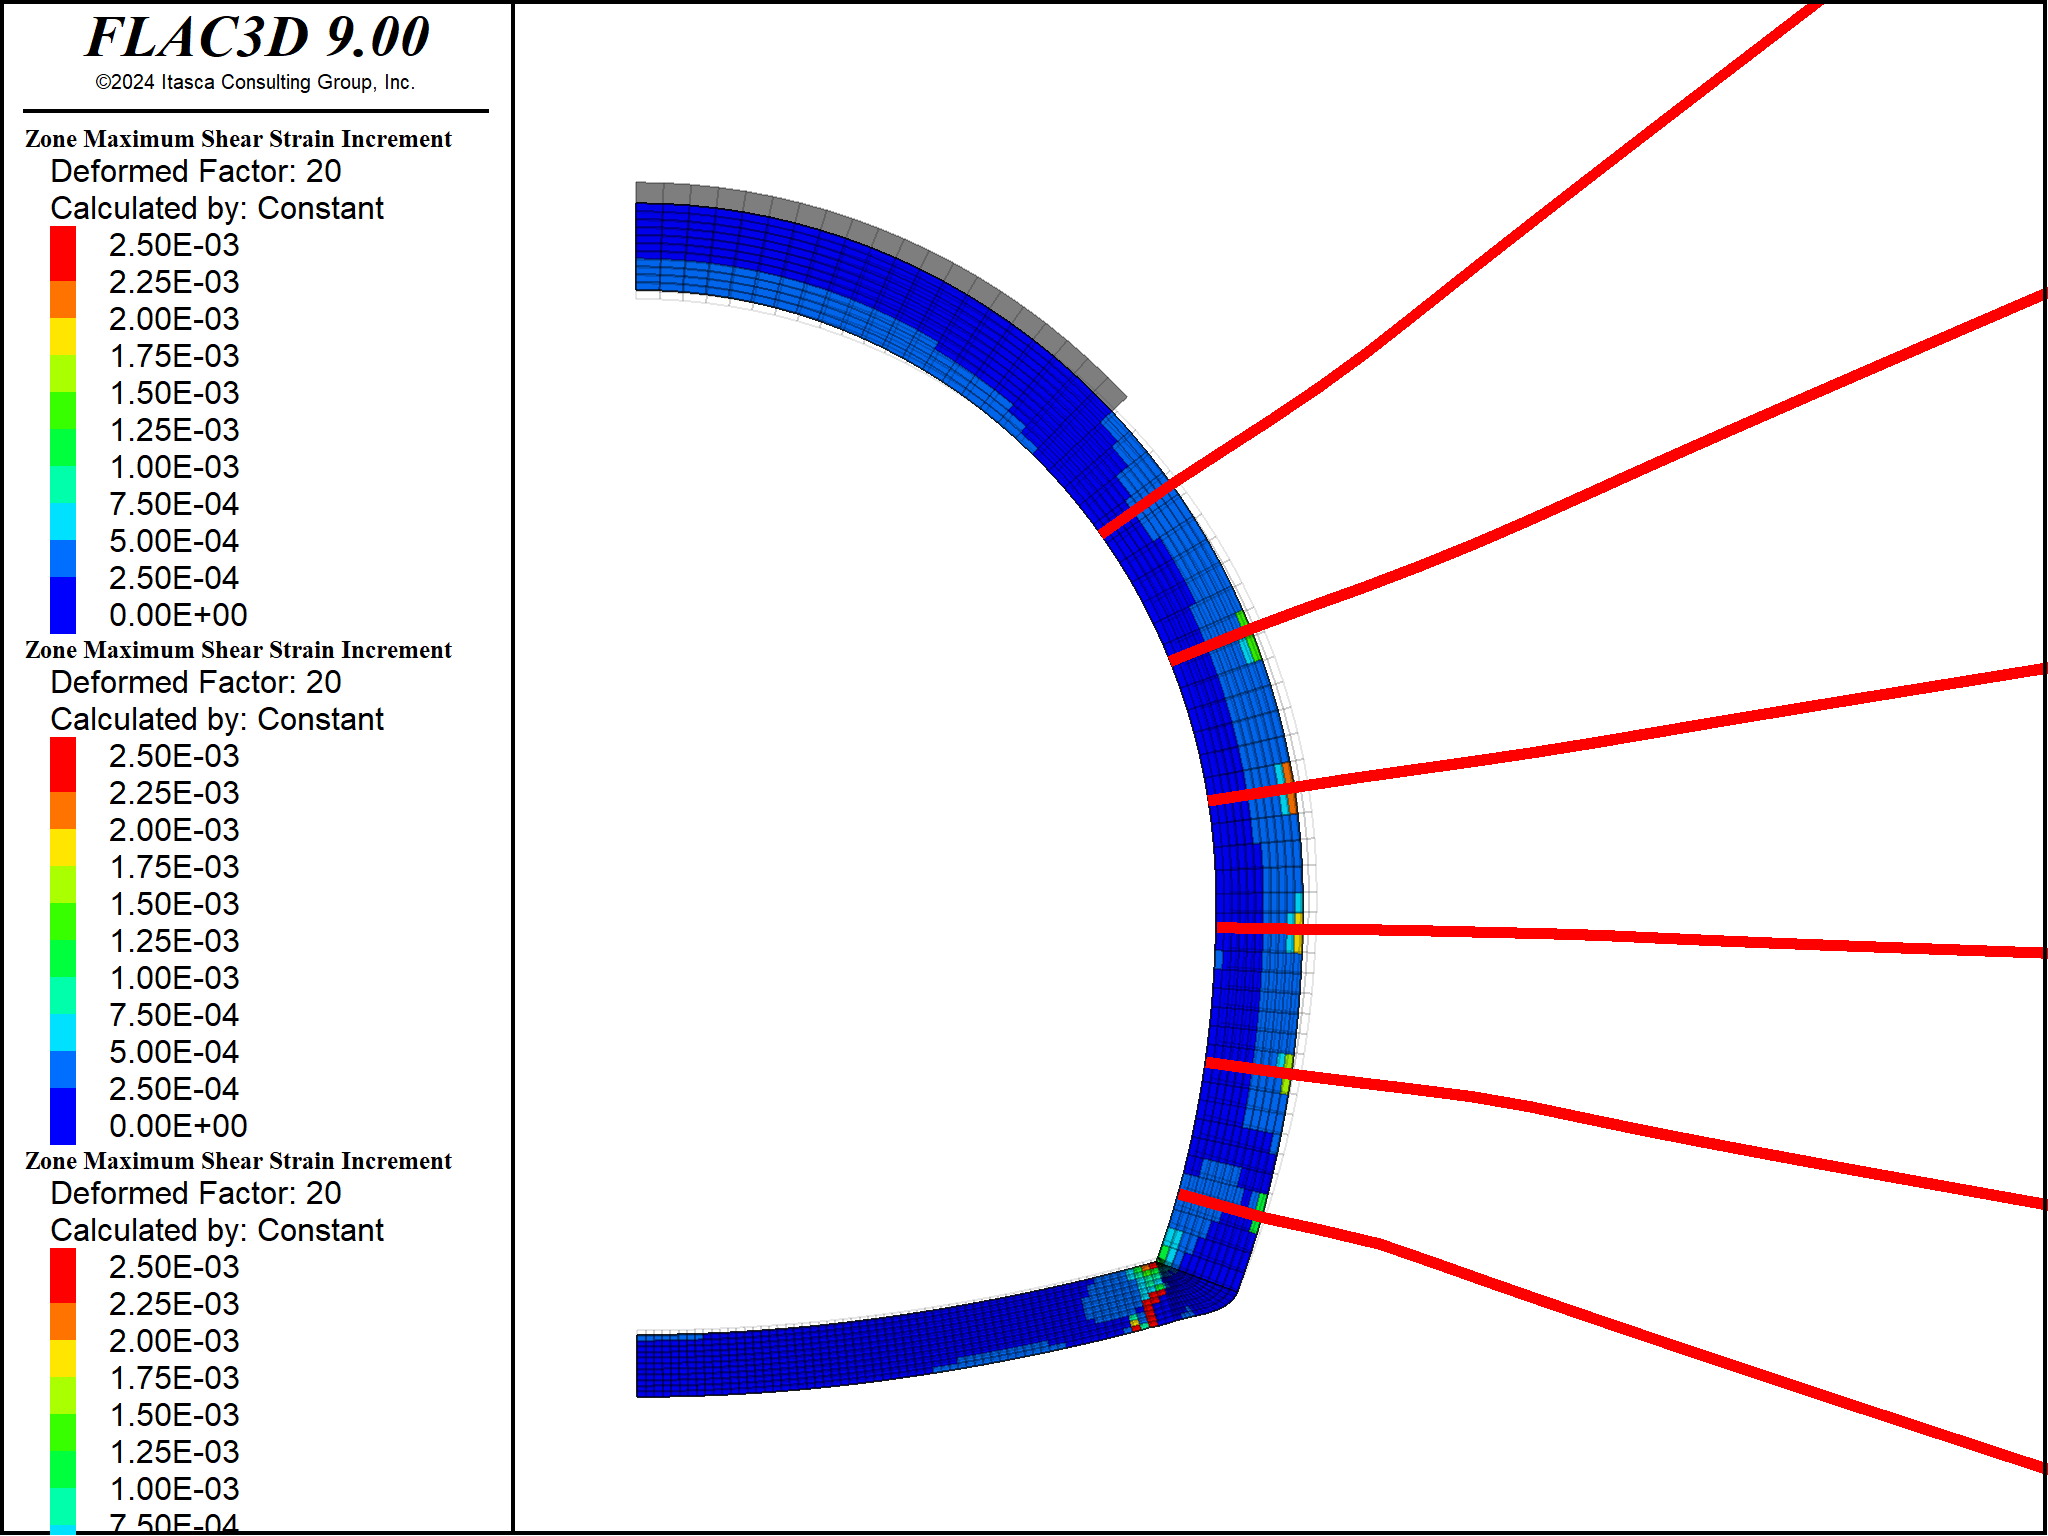 FLAC3D 9.00
©2024 Itasca Consulting Group, Inc.
Zone Maximum Shear Strain Increment
Deformed Factor: 20
Calculated by: Constant
2.50E-03
2.25E-03
2.00E-03
1.75E-03
1.50E-03
1.25E-03
1.00E-03
7.50E-04
5.00E-04
2.50E-04
0.00E+00
Zone Maximum Shear Strain Increment
Deformed Factor: 20
Calculated by: Constant
2.50E-03
2.25E-03
2.00E-03
1.75E-03
1.50E-03
1.25E-03
1.00E-03
7.50E-04
5.00E-04
2.50E-04
0.00E+00
Zone Maximum Shear Strain Increment
Deformed Factor: 20
Calculated by: Constant
2.50E-03
2.25E-03
2.00E-03
1.75E-03
1.50E-03
1.25E-03
1.00E-03
7.50E-04